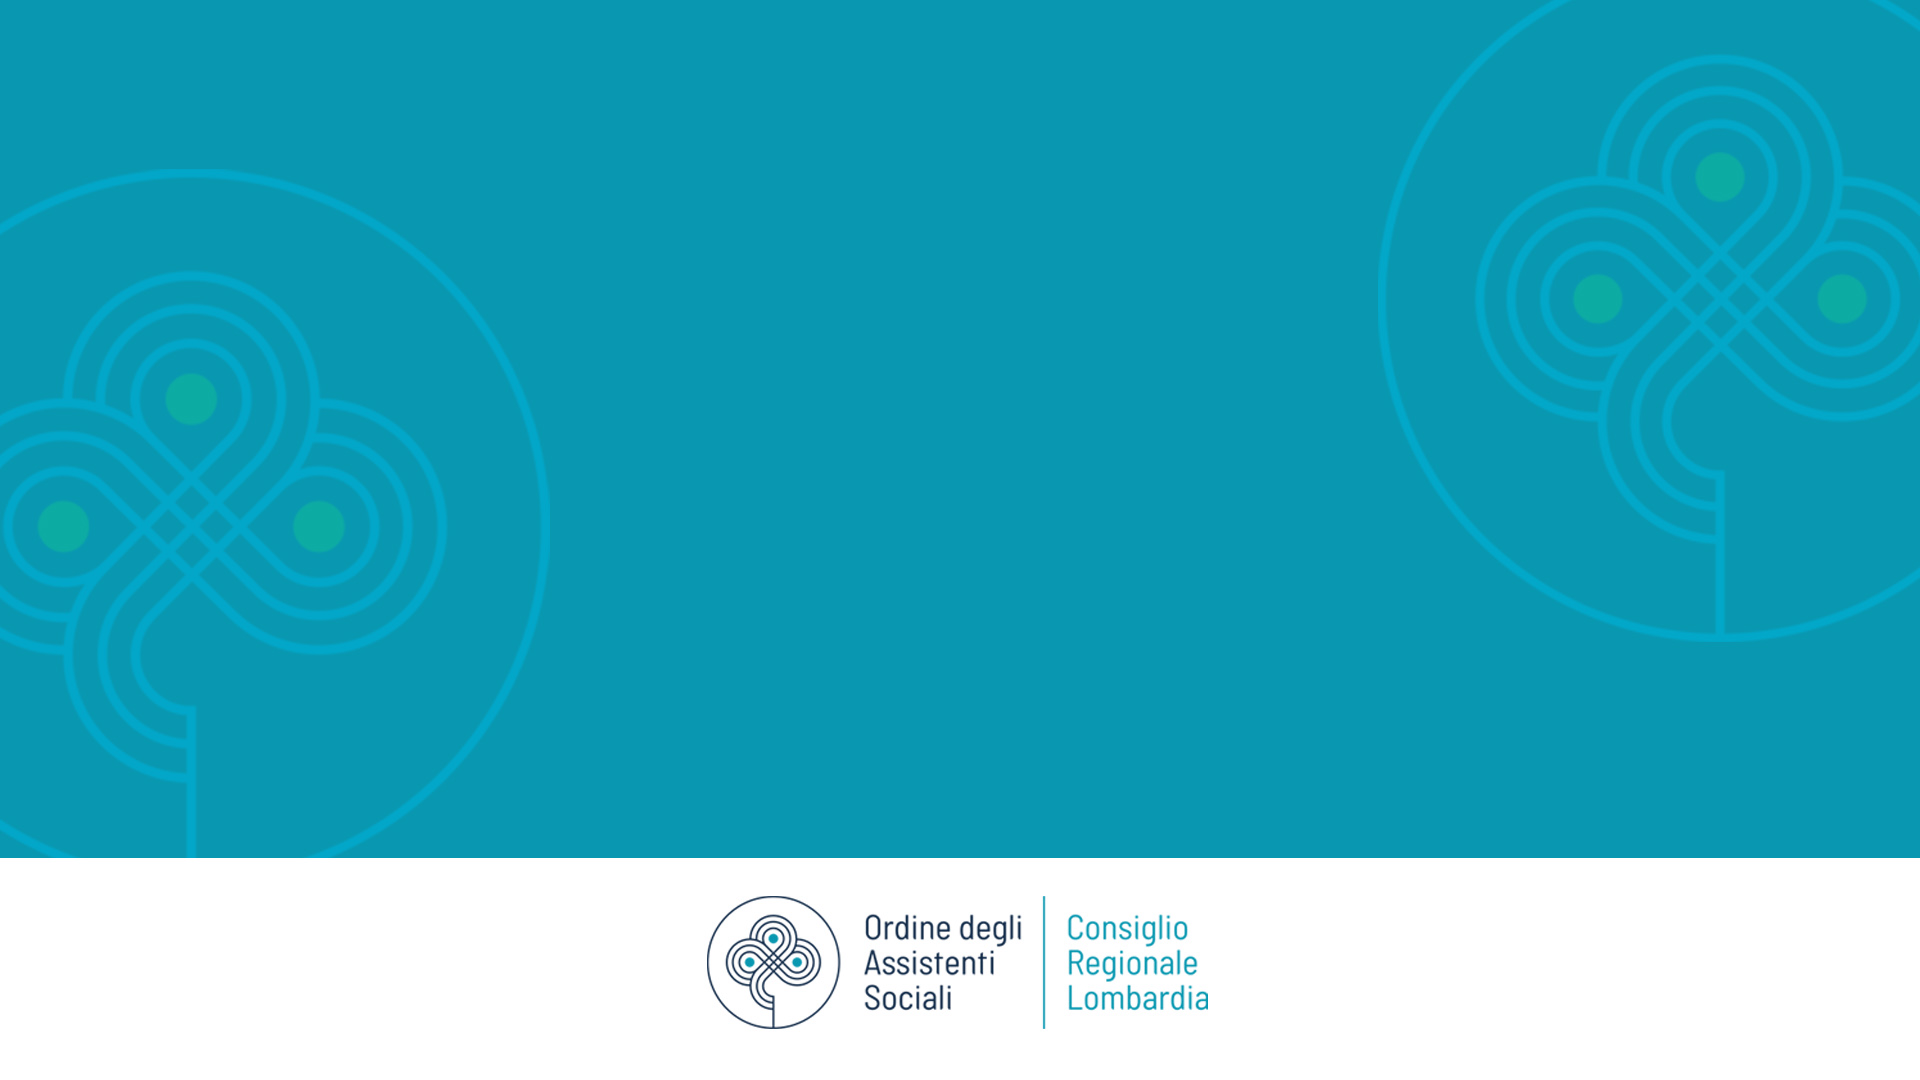 Ordine degli
Assistenti
Sociali
Consiglio
Regionale
Lombardia